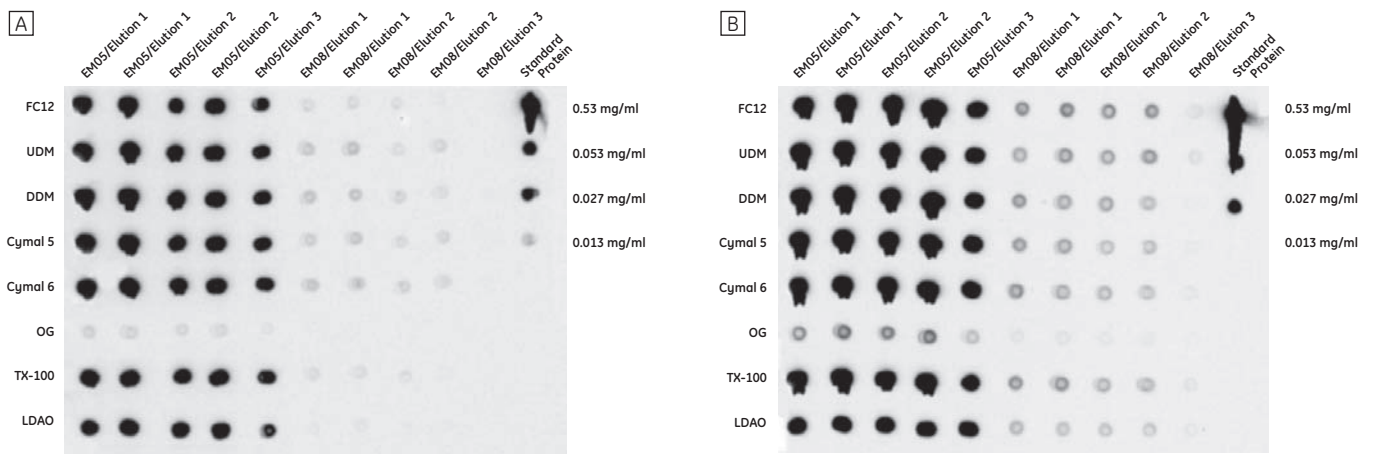 A
EM05/Elution 1
EM05/Elution 1
EM05/Elution 2
EM05/Elution 2
EM05/Elution 3
EM08/Elution 1
EM08/Elution 1
EM08/Elution 2
EM08/Elution 2
EM08/Elution 3
Standard
Protein
FC12
0.53 mg/ml
UDM
0.053 mg/ml
DDM
0.027 mg/ml
Cymal 5
0.013 mg/ml
Cymal 6
OG
TX-100
LDAO
B
EM05/Elution 1
EM05/Elution 1
EM05/Elution 2
EM05/Elution 2
EM05/Elution 3
EM08/Elution 1
EM08/Elution 1
EM08/Elution 2
EM08/Elution 2
EM08/Elution 3
Standard
Protein
FC12
0.53 mg/ml
UDM
0.053 mg/ml
DDM
0.027 mg/ml
Cymal 5
0.013 mg/ml
Cymal 6
OG
TX-100
LDAO